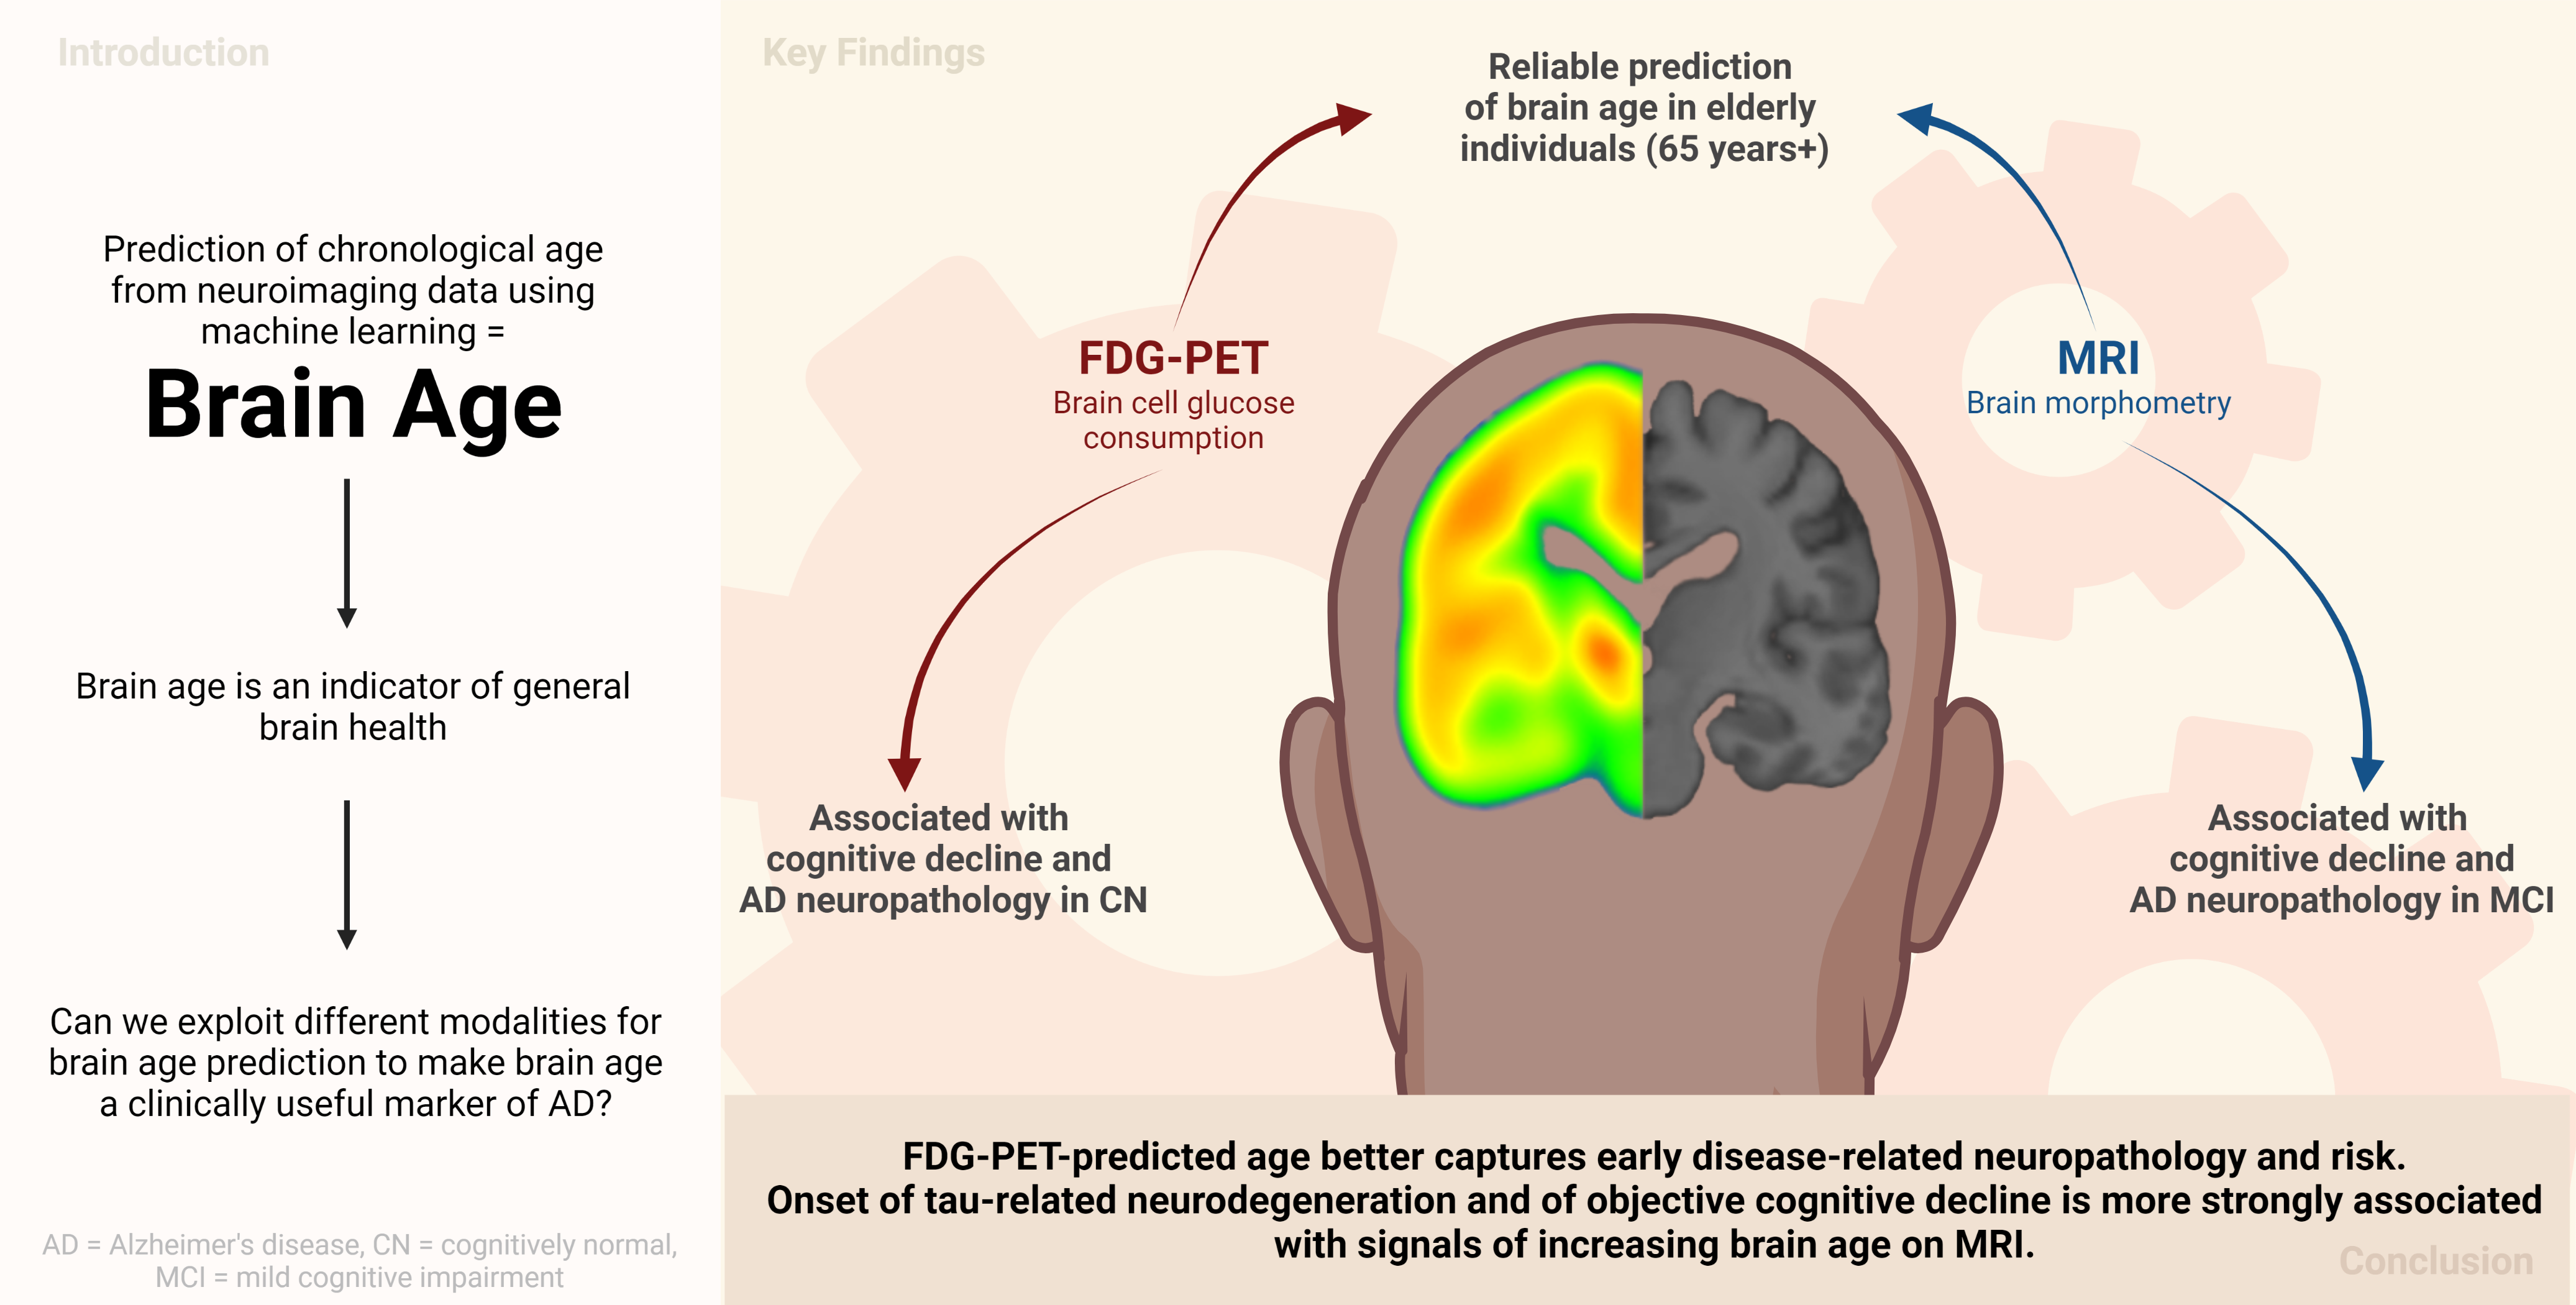 Introduction
Prediction of chronological age
from neuroimaging data using
machine learning =
Brain Age
Brain age is an indicator of general
brain health
Can we exploit different modalities for
brain age prediction to make brain age
a clinically useful marker of AD?
AD = Alzheimer's disease, CN = cognitively normal,
MCI = mild cognitive impairment
Key Findings
Reliable prediction
of brain age in elderly
individuals (65 years+)
FDG-PET
Brain cell glucose
consumption
MRI
Brain morphometry
Associated with
cognitive decline and
AD neuropathology in CN
Associated with
cognitive decline and
AD neuropathology in MCI
FDG-PET-predicted age better captures early disease-related neuropathology and risk.
Onset of tau-related neurodegeneration and of objective cognitive decline is more strongly associated
with signals of increasing brain age on MRI.
Conclusion